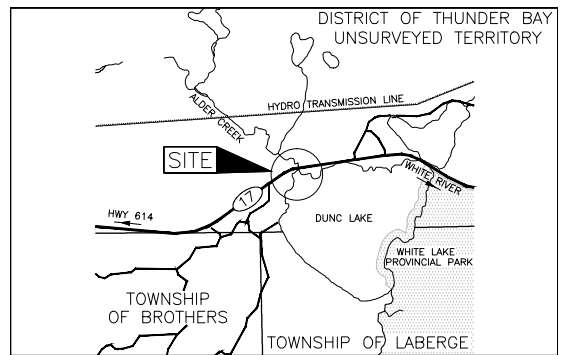 DISTRICT OF THUNDER BAY
UNSURVEYED TERRITORY
HYDRO TRANSMISSION LINE
ALDER CREEK
SITE
WHITE RIVER
17
HWY 614
DUNC LAKE
WHITE LAKE
PROVINCIAL PARK
TOWNSHIP
OF BROTHERS
TOWNSHIP OF LABERGE